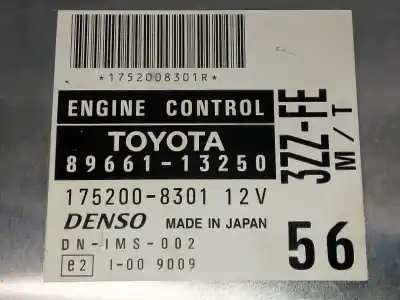 *1752008301R*
ENGINE CONTROL
TOYOTA
89661-13250
175200-8301 12V
DENSO MADE IN JAPAN
DN-IMS-002
e2 I-00 9009
3ZZ-FE
M/T
56